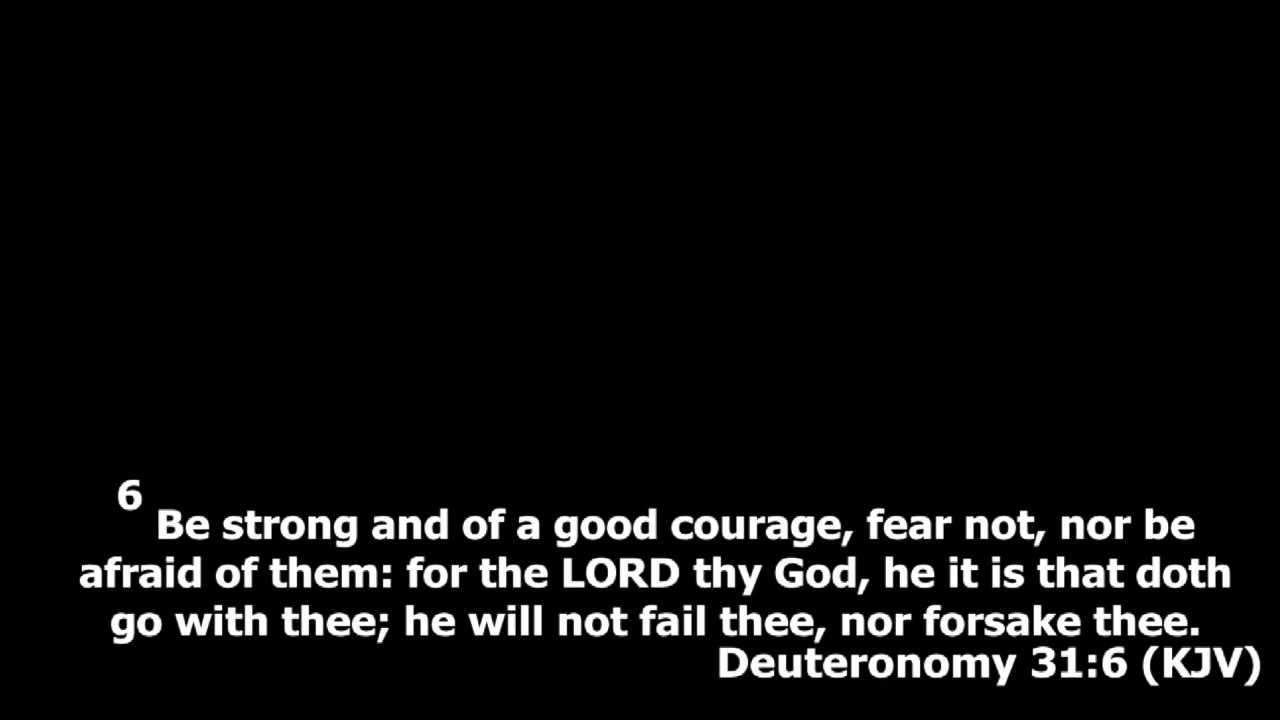 6
Be strong and of a good courage, fear not, nor be
afraid of them: for the LORD thy God, he it is that doth
go with thee; he will not fail thee, nor forsake thee.
Deuteronomy 31:6 (KJV)